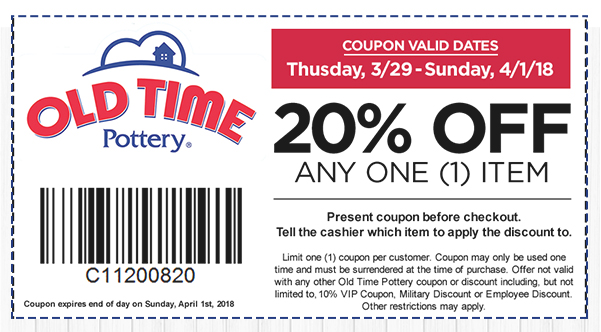 OLD TIME
Pottery®
C11200820
Coupon expires end of day on Sunday, April 1st, 2018
COUPON VALID DATES
Thusday, 3/29 - Sunday, 4/1/18
20% OFF
ANY ONE (1) ITEM
Present coupon before checkout.
Tell the cashier which item to apply the discount to.
Limit one (1) coupon per customer. Coupon may only be used one
time and must be surrendered at the time of purchase. Offer not valid
with any other Old Time Pottery coupon or discount including, but not
limited to, 10% VIP Coupon, Military Discount or Employee Discount.
Other restrictions may apply.